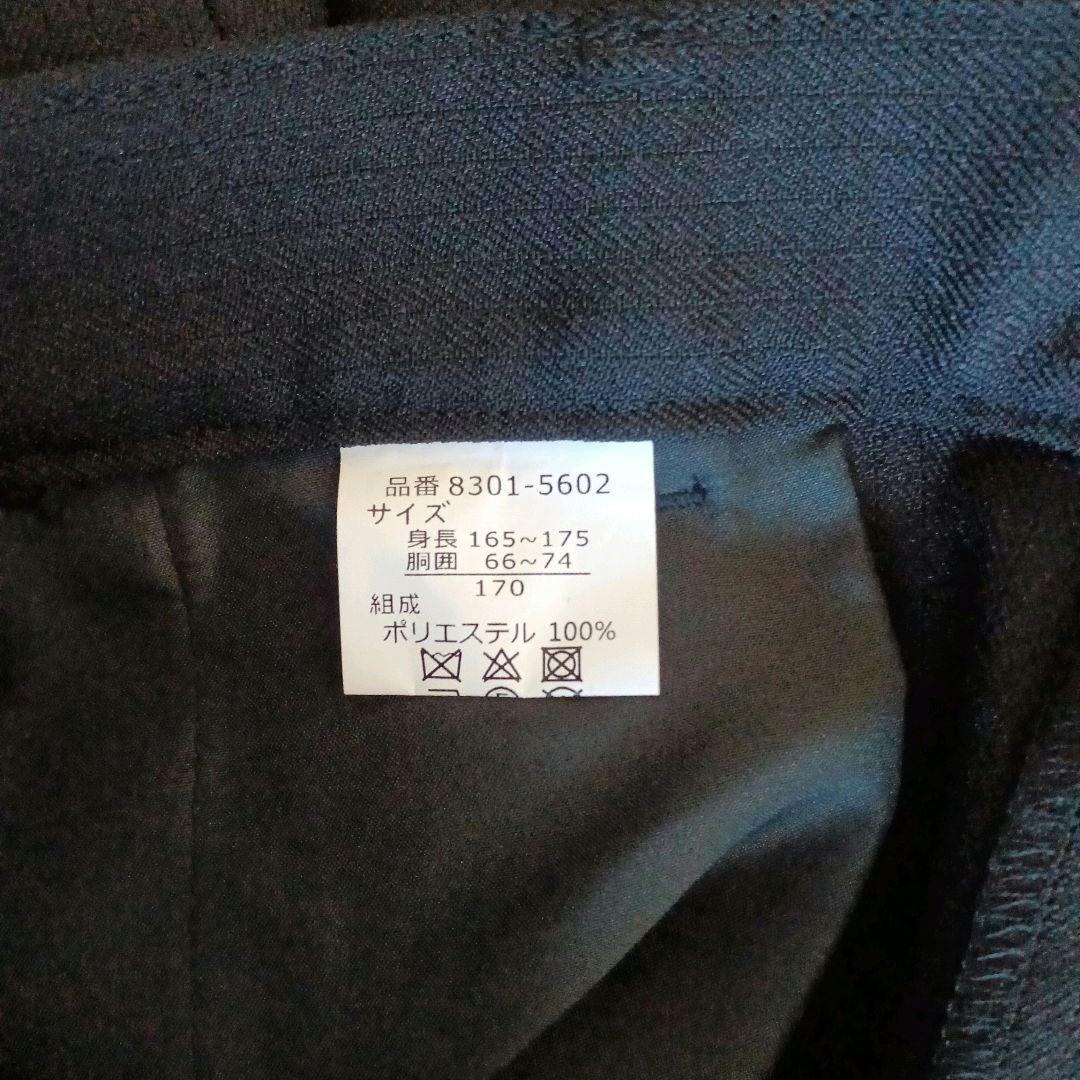 品番 8301-5602
サイズ
身長 165~175
胴囲 66~74
170
組成
ポリエステル 100%